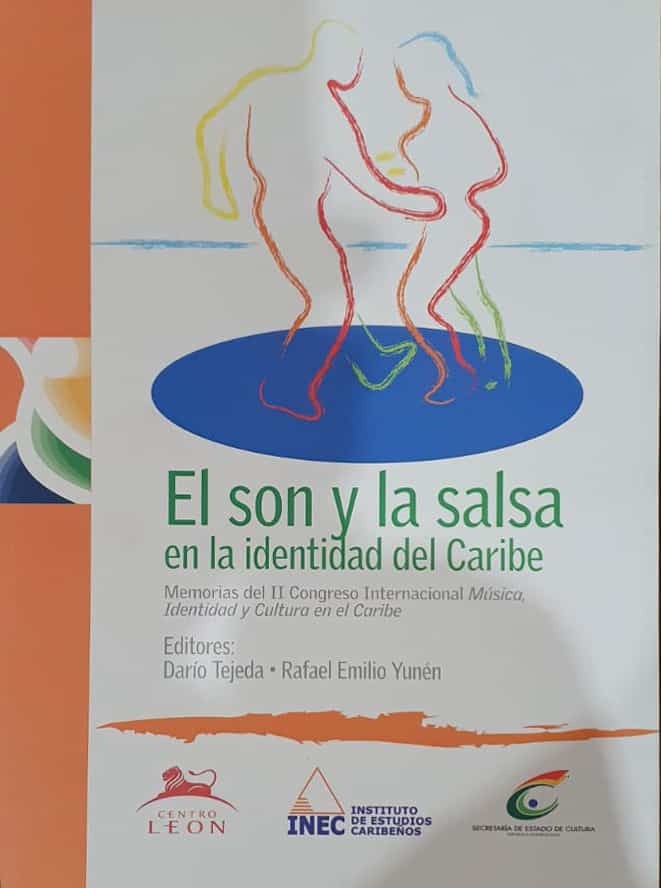 El son y la salsa
en la identidad del Caribe
Memorias del II Congreso Internacional Música,
Identidad y Cultura en el Caribe
Editores:
Darío Tejeda • Rafael Emilio Yunén
CENTRO
LEON
INEC
INSTITUTO
DE ESTUDIOS
CARIBEÑOS
SECRETARÍA DE ESTADO DE CULTURA